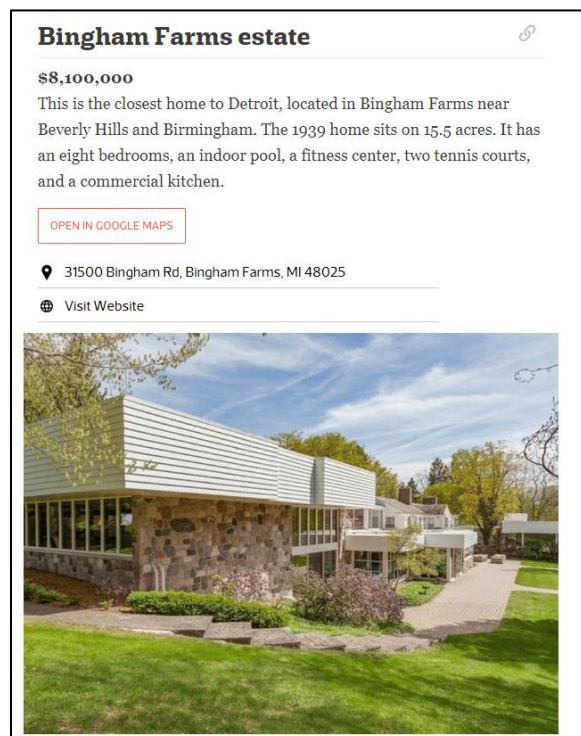 Bingham Farms estate
$8,100,000
This is the closest home to Detroit, located in Bingham Farms near
Beverly Hills and Birmingham. The 1939 home sits on 15.5 acres. It has
an eight bedrooms, an indoor pool, a fitness center, two tennis courts,
and a commercial kitchen.
OPEN IN GOOGLE MAPS
31500 Bingham Rd, Bingham Farms, MI 48025
Visit Website